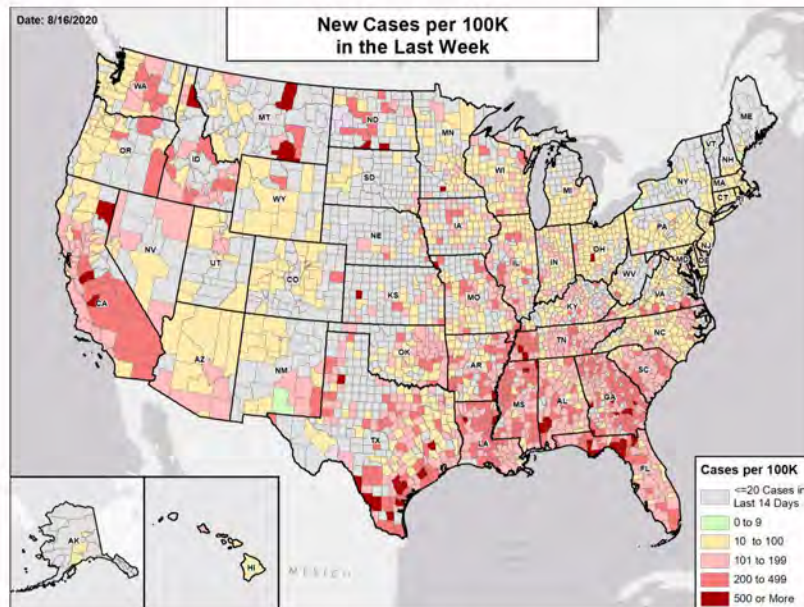 Date: 8/16/2020
New Cases per 100K
in the Last Week
WA
MT
ND
MN
ME
OR
ID
WI
VT
NH
SD
WY
MI
NY
MA
CT
IA
PA
NE
NV
NJ
OH
IL
IN
UT
MD
DE
CO
WV
CA
KS
MO
VA
KY
NC
TN
OK
AZ
NM
AR
SC
MS
AL
GA
TX
LA
FL
AK
HI
MEXICO
Cases per 100K
<=20 Cases in
Last 14 Days
0 to 9
10 to 100
101 to 199
200 to 499
500 or More